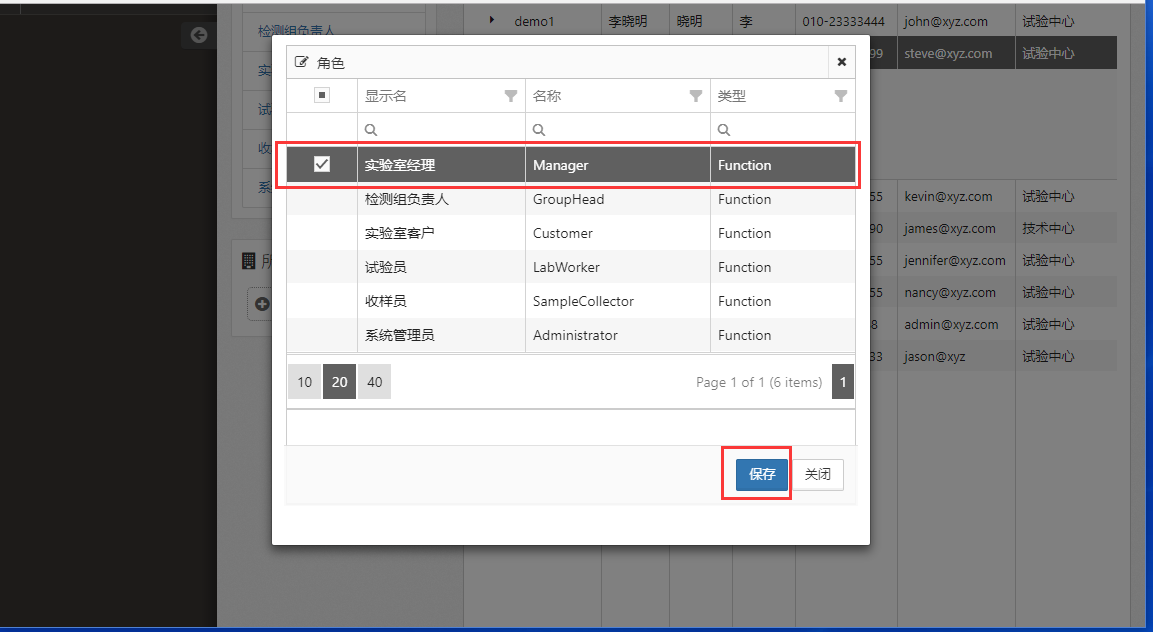 demo1 李晓明 晓明 李 010-23333444 john@xyz.com 试验中心
检测组负责人
99 steve@xyz.com 试验中心
角色
显示名 名称 类型
实验室经理 Manager Function
检测组负责人 GroupHead Function
实验室客户 Customer Function
试验员 LabWorker Function
收样员 SampleCollector Function
系统管理员 Administrator Function
10 20 40 Page 1 of 1 (6 items) 1
保存 关闭
实
试
收
系
所
55 kevin@xyz.com 试验中心
90 james@xyz.com 技术中心
55 jennifer@xyz.com 试验中心
55 nancy@xyz.com 试验中心
8 admin@xyz.com 试验中心
33 jason@xyz 试验中心